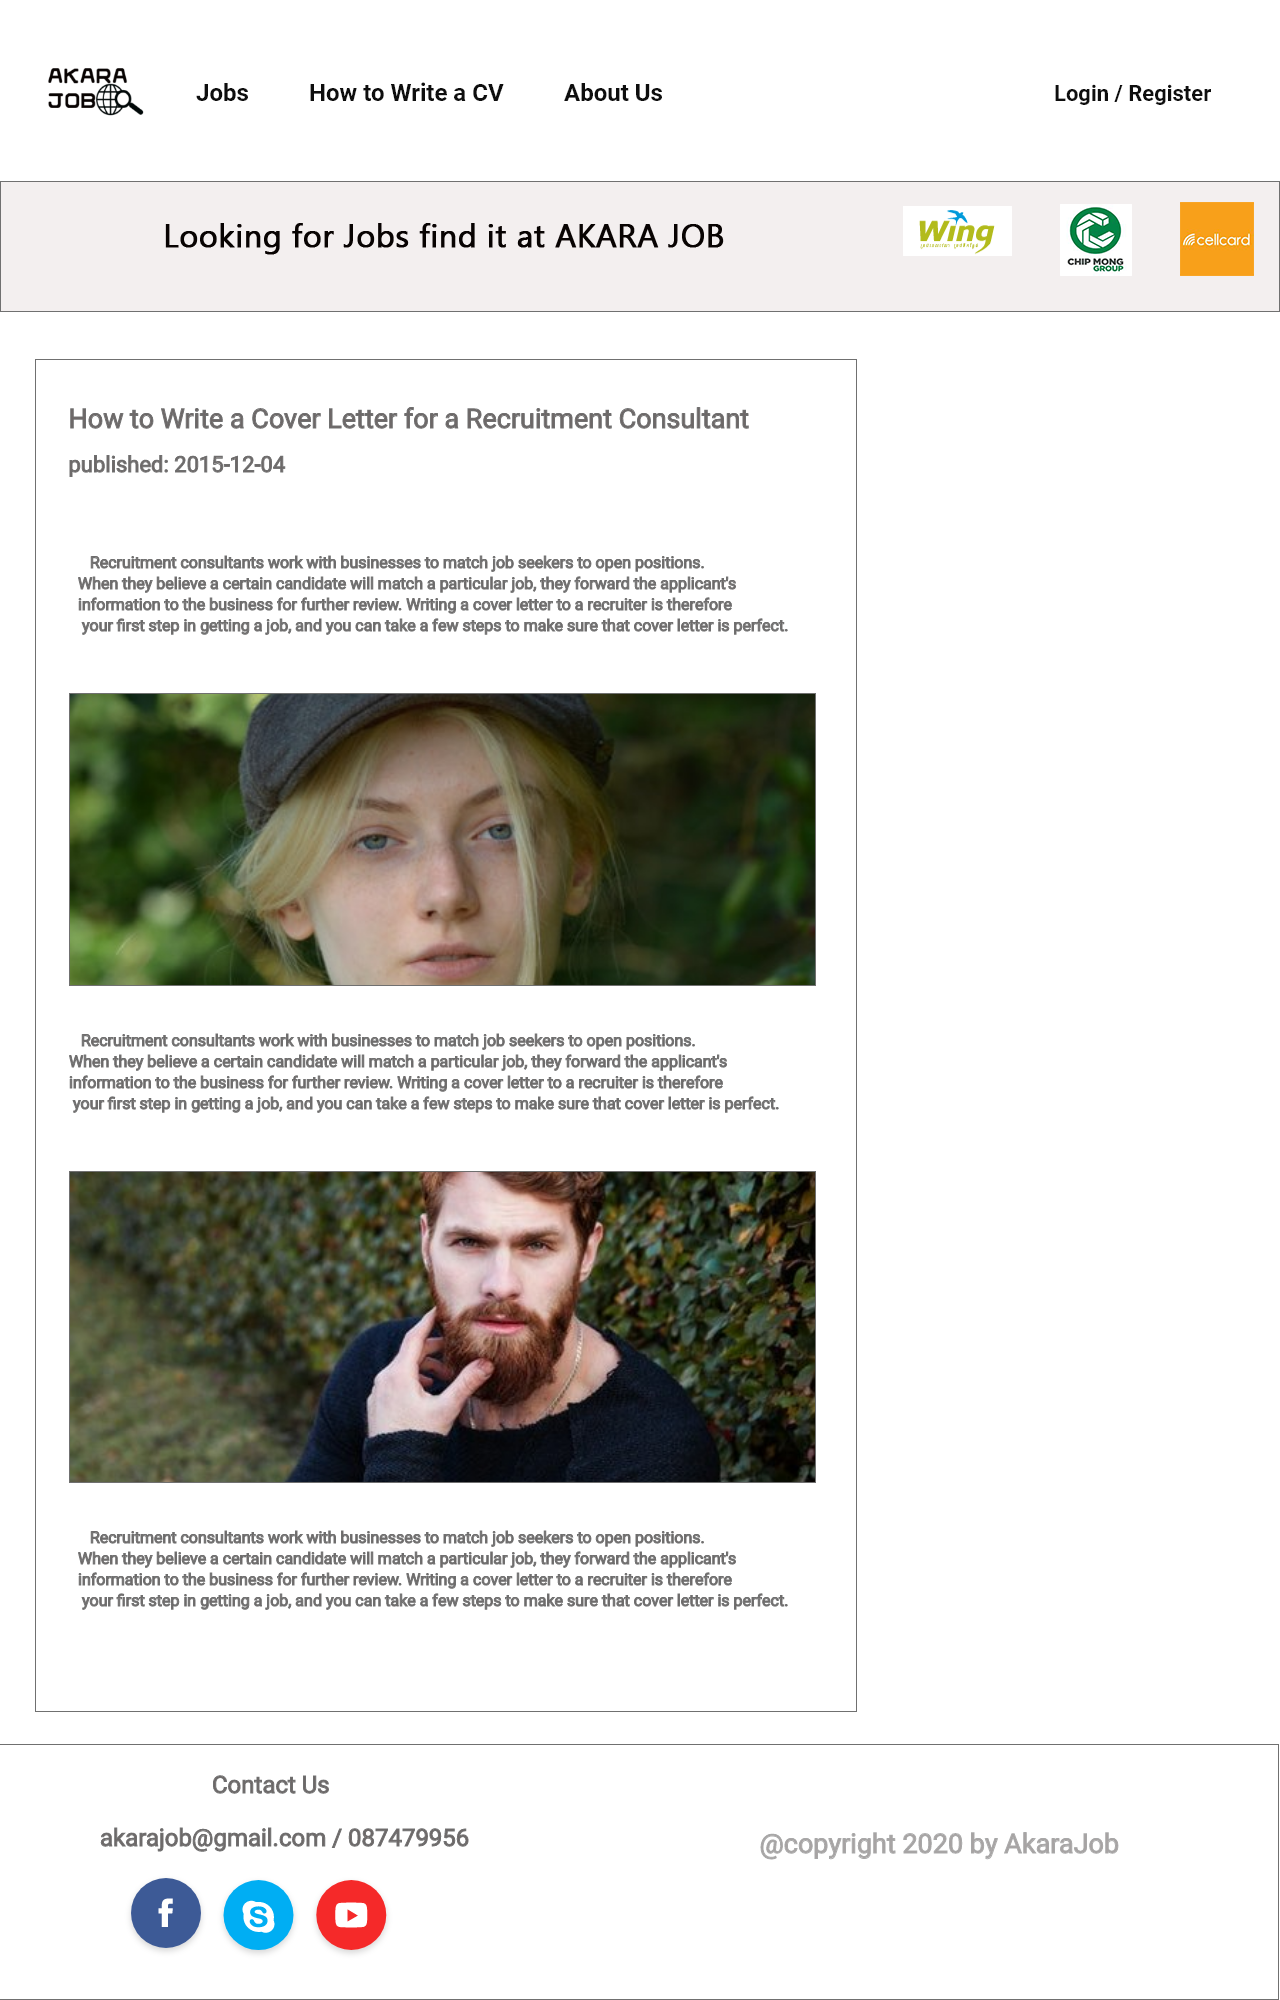 AKARA
JOB
Jobs
How to Write a CV
About Us
Login / Register
Looking for Jobs find it at AKARA JOB
Wing
CHIP MONG
GROUP
cellcard
How to Write a Cover Letter for a Recruitment Consultant
published: 2015-12-04
Recruitment consultants work with businesses to match job seekers to open positions.
When they believe a certain candidate will match a particular job, they forward the applicant's
information to the business for further review. Writing a cover letter to a recruiter is therefore
your first step in getting a job, and you can take a few steps to make sure that cover letter is perfect.
Recruitment consultants work with businesses to match job seekers to open positions.
When they believe a certain candidate will match a particular job, they forward the applicant's
information to the business for further review. Writing a cover letter to a recruiter is therefore
your first step in getting a job, and you can take a few steps to make sure that cover letter is perfect.
Recruitment consultants work with businesses to match job seekers to open positions.
When they believe a certain candidate will match a particular job, they forward the applicant's
information to the business for further review. Writing a cover letter to a recruiter is therefore
your first step in getting a job, and you can take a few steps to make sure that cover letter is perfect.
Contact Us
akarajob@gmail.com / 087479956
@copyright 2020 by AkaraJob